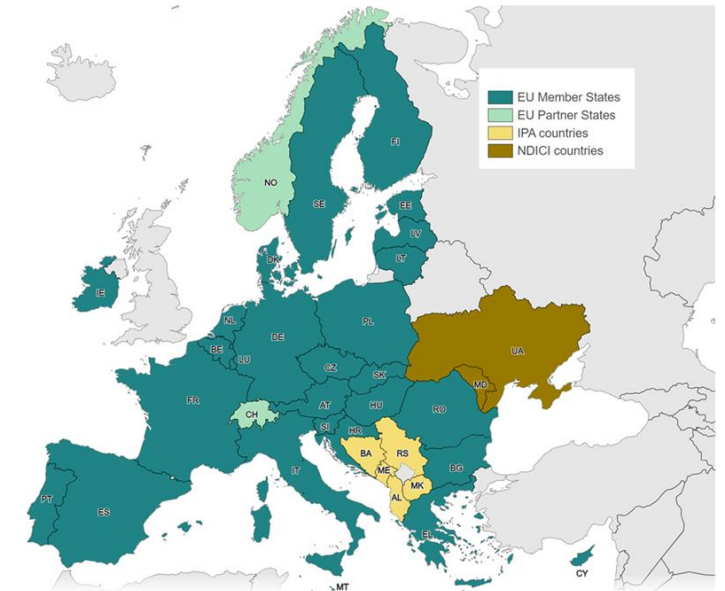 EU Member States
EU Partner States
IPA countries
NDICI countries
FI
NO
SE
EE
LV
DK
LT
IE
NL
PL
DE
BE
UA
LU
CZ
SK
MD
FR
AT
HU
RO
CH
SI
HR
BA
RS
IT
ME
BG
MK
AL
PT
ES
EL
CY
MT